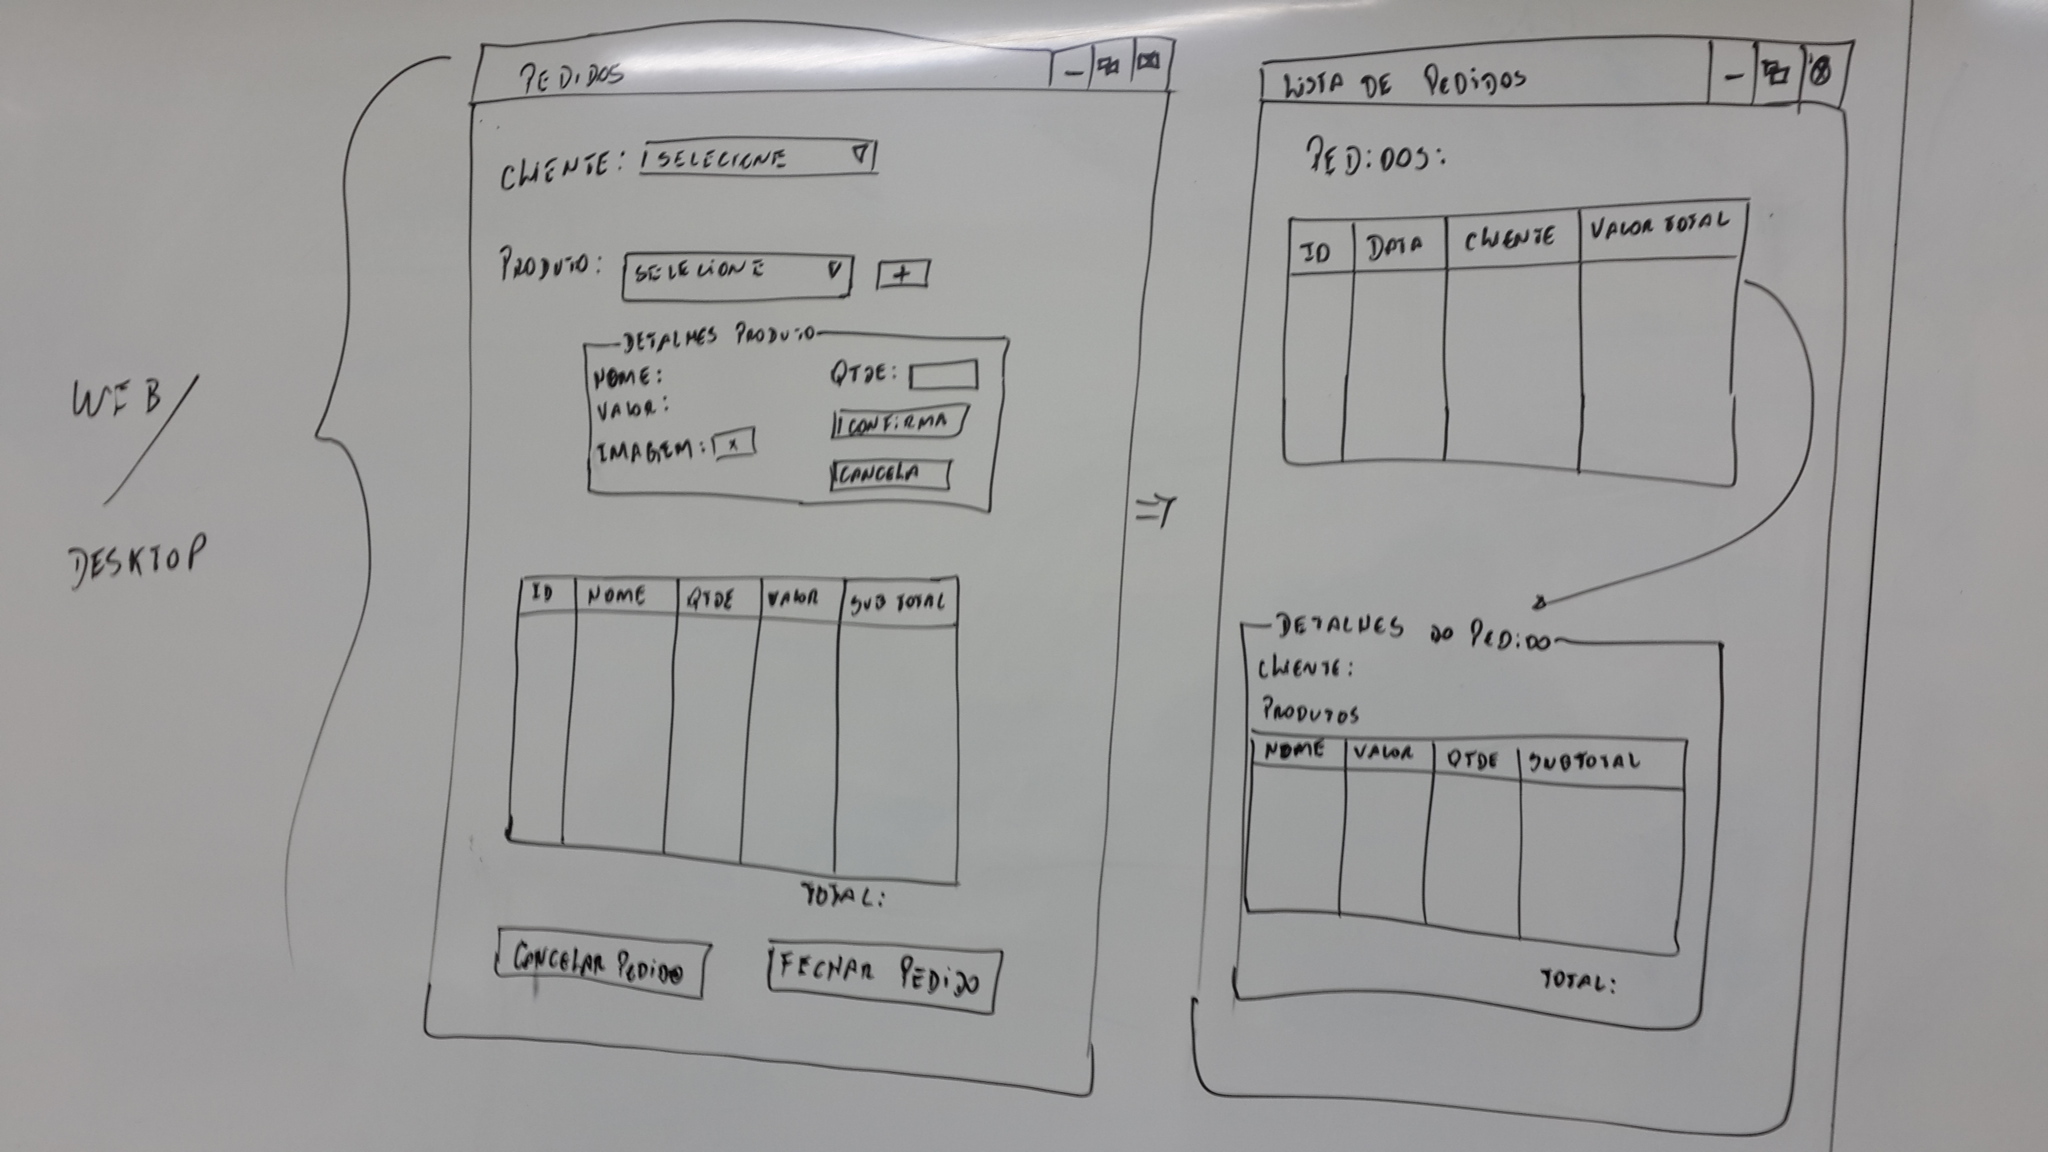 WEB/
DESKTOP
PEDIDOS
CLIENTE: SELECIONE
PRODUTO: SELECIONE +
DETALHES PRODUTO
NOME: QTDE:
VALOR: CONFIRMA
IMAGEM: X
CANCELA
ID NOME QTDE VALOR SUB TOTAL
TOTAL:
CANCELAR PEDIDO FECHAR PEDIDO
LISTA DE PEDIDOS
PEDIDOS:
ID DATA CLIENTE VALOR TOTAL
DETALHES DO PEDIDO
CLIENTE:
PRODUTOS
NOME VALOR QTDE SUBTOTAL
TOTAL: